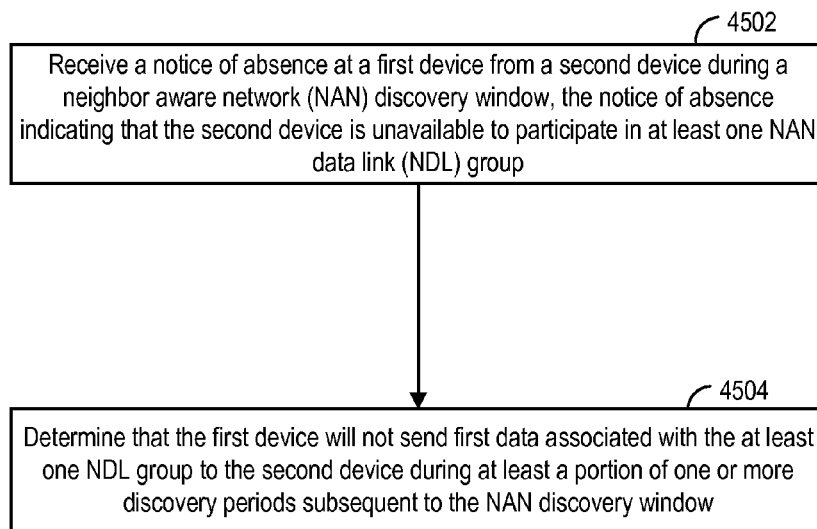 4502
Receive a notice of absence at a first device from a second device during a
neighbor aware network (NAN) discovery window, the notice of absence
indicating that the second device is unavailable to participate in at least one NAN
data link (NDL) group
4504
Determine that the first device will not send first data associated with the at least
one NDL group to the second device during at least a portion of one or more
discovery periods subsequent to the NAN discovery window